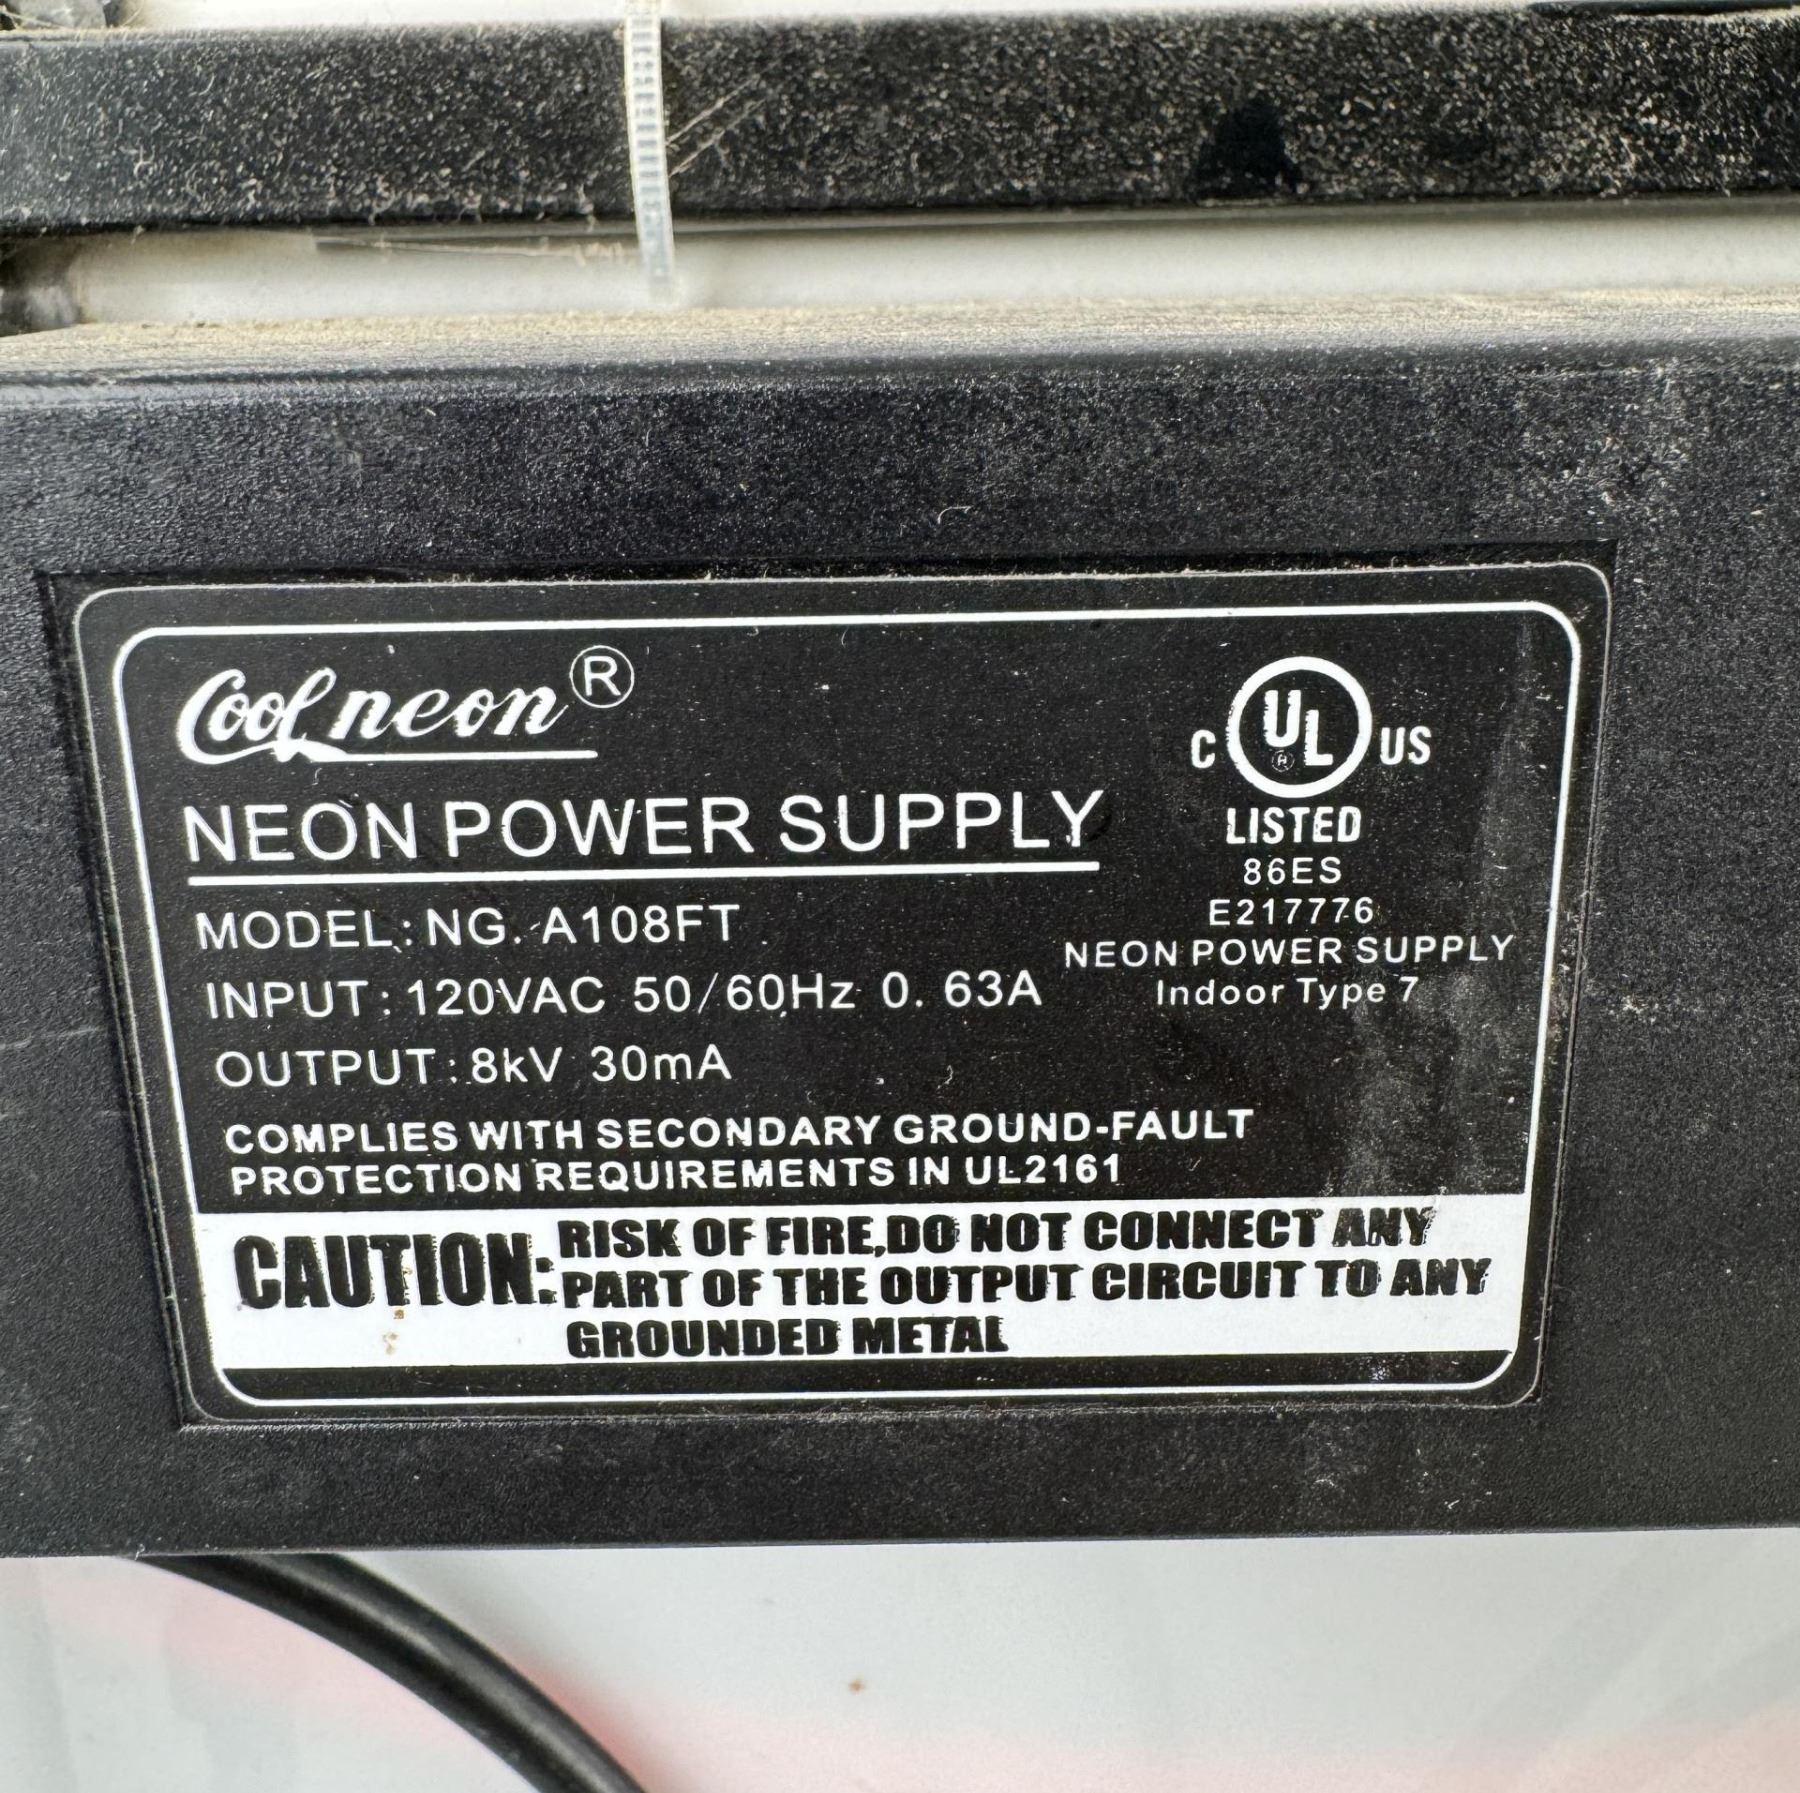 Coolneon®
NEON POWER SUPPLY
MODEL: NG. A108FT
INPUT: 120VAC 50/60Hz 0.63A
OUTPUT: 8kV 30mA
C UL® US
LISTED
86ES
E217776
NEON POWER SUPPLY
Indoor Type 7
COMPLIES WITH SECONDARY GROUND-FAULT
PROTECTION REQUIREMENTS IN UL2161
CAUTION: RISK OF FIRE,DO NOT CONNECT ANY
PART OF THE OUTPUT CIRCUIT TO ANY
GROUNDED METAL